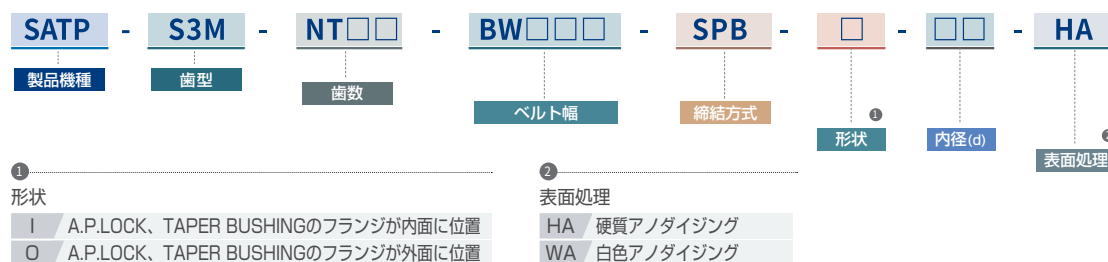 SATP - S3M - NT□□ - BW□□□ - SPB - □ - □□ - HA
製品機種 歯型 歯数 ベルト幅 締結方式 形状 ❶ 内径(d) 表面処理
❶
形状
I A.P.LOCK、TAPER BUSHINGのフランジが内面に位置
O A.P.LOCK、TAPER BUSHINGのフランジが外面に位置
❷
表面処理
HA 硬質アノダイジング
WA 白色アノダイジング